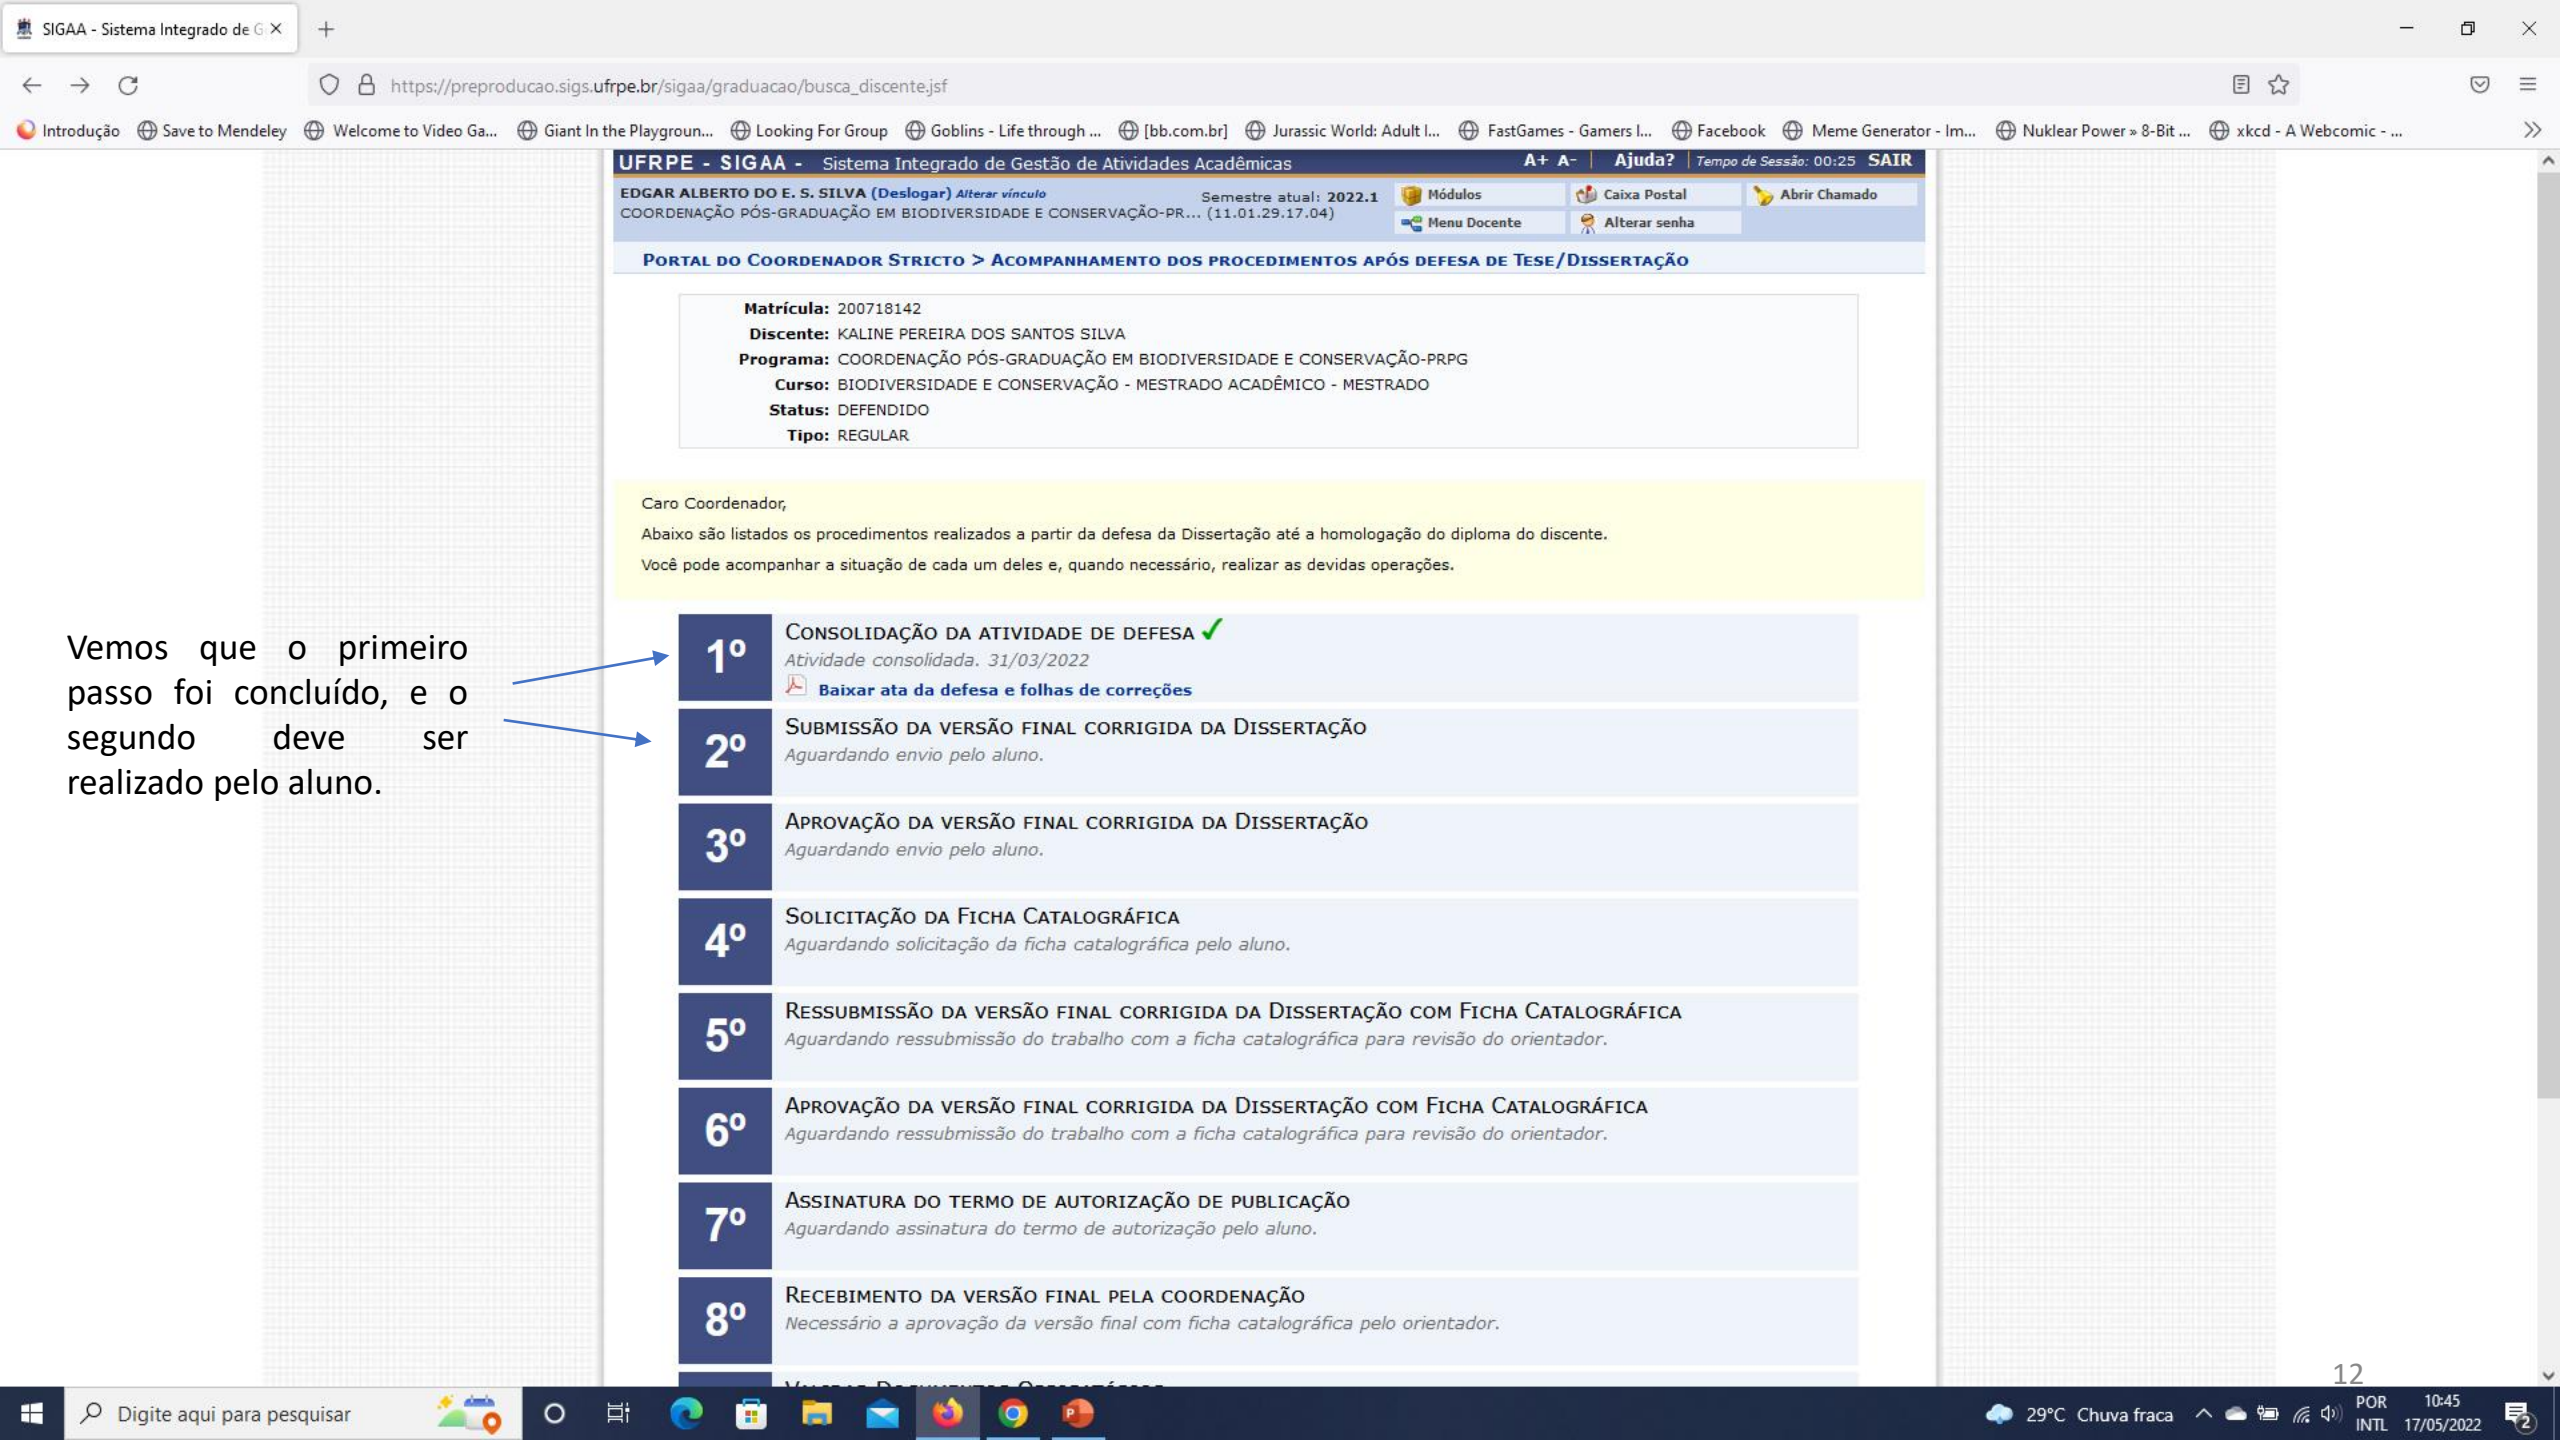 SIGAA - Sistema Integrado de G
https://preproducao.sigs.ufrpe.br/sigaa/graduacao/busca_discente.jsf
Introdução Save to Mendeley Welcome to Video Ga... Giant In the Playgroun... Looking For Group Goblins - Life through ... [bb.com.br] Jurassic World: Adult I... FastGames - Gamers I... Facebook Meme Generator - Im... Nuklear Power » 8-Bit ... xkcd - A Webcomic - ...
UFRPE - SIGAA - Sistema Integrado de Gestão de Atividades Acadêmicas A+ A- | Ajuda? | Tempo de Sessão: 00:25 SAIR
EDGAR ALBERTO DO E. S. SILVA (Deslogar) Alterar vínculo Semestre atual: 2022.1 Módulos Caixa Postal Abrir Chamado
COORDENAÇÃO PÓS-GRADUAÇÃO EM BIODIVERSIDADE E CONSERVAÇÃO-PR... (11.01.29.17.04)
Menu Docente Alterar senha
PORTAL DO COORDENADOR STRICTO > ACOMPANHAMENTO DOS PROCEDIMENTOS APÓS DEFESA DE TESE/DISSERTAÇÃO
Matrícula: 200718142
Discente: KALINE PEREIRA DOS SANTOS SILVA
Programa: COORDENAÇÃO PÓS-GRADUAÇÃO EM BIODIVERSIDADE E CONSERVAÇÃO-PRPG
Curso: BIODIVERSIDADE E CONSERVAÇÃO - MESTRADO ACADÊMICO - MESTRADO
Status: DEFENDIDO
Tipo: REGULAR
Caro Coordenador,
Abaixo são listados os procedimentos realizados a partir da defesa da Dissertação até a homologação do diploma do discente.
Você pode acompanhar a situação de cada um deles e, quando necessário, realizar as devidas operações.
Vemos que o primeiro
passo foi concluído, e o
segundo deve ser
realizado pelo aluno.
1º CONSOLIDAÇÃO DA ATIVIDADE DE DEFESA
Atividade consolidada. 31/03/2022
Baixar ata da defesa e folhas de correções
2º SUBMISSÃO DA VERSÃO FINAL CORRIGIDA DA DISSERTAÇÃO
Aguardando envio pelo aluno.
3º APROVAÇÃO DA VERSÃO FINAL CORRIGIDA DA DISSERTAÇÃO
Aguardando envio pelo aluno.
4º SOLICITAÇÃO DA FICHA CATALOGRÁFICA
Aguardando solicitação da ficha catalográfica pelo aluno.
5º RESSUBMISSÃO DA VERSÃO FINAL CORRIGIDA DA DISSERTAÇÃO COM FICHA CATALOGRÁFICA
Aguardando ressubmissão do trabalho com a ficha catalográfica para revisão do orientador.
6º APROVAÇÃO DA VERSÃO FINAL CORRIGIDA DA DISSERTAÇÃO COM FICHA CATALOGRÁFICA
Aguardando ressubmissão do trabalho com a ficha catalográfica para revisão do orientador.
7º ASSINATURA DO TERMO DE AUTORIZAÇÃO DE PUBLICAÇÃO
Aguardando assinatura do termo de autorização pelo aluno.
8º RECEBIMENTO DA VERSÃO FINAL PELA COORDENAÇÃO
Necessário a aprovação da versão final com ficha catalográfica pelo orientador.
12
Digite aqui para pesquisar
29°C Chuva fraca
POR
INTL
10:45
17/05/2022
2